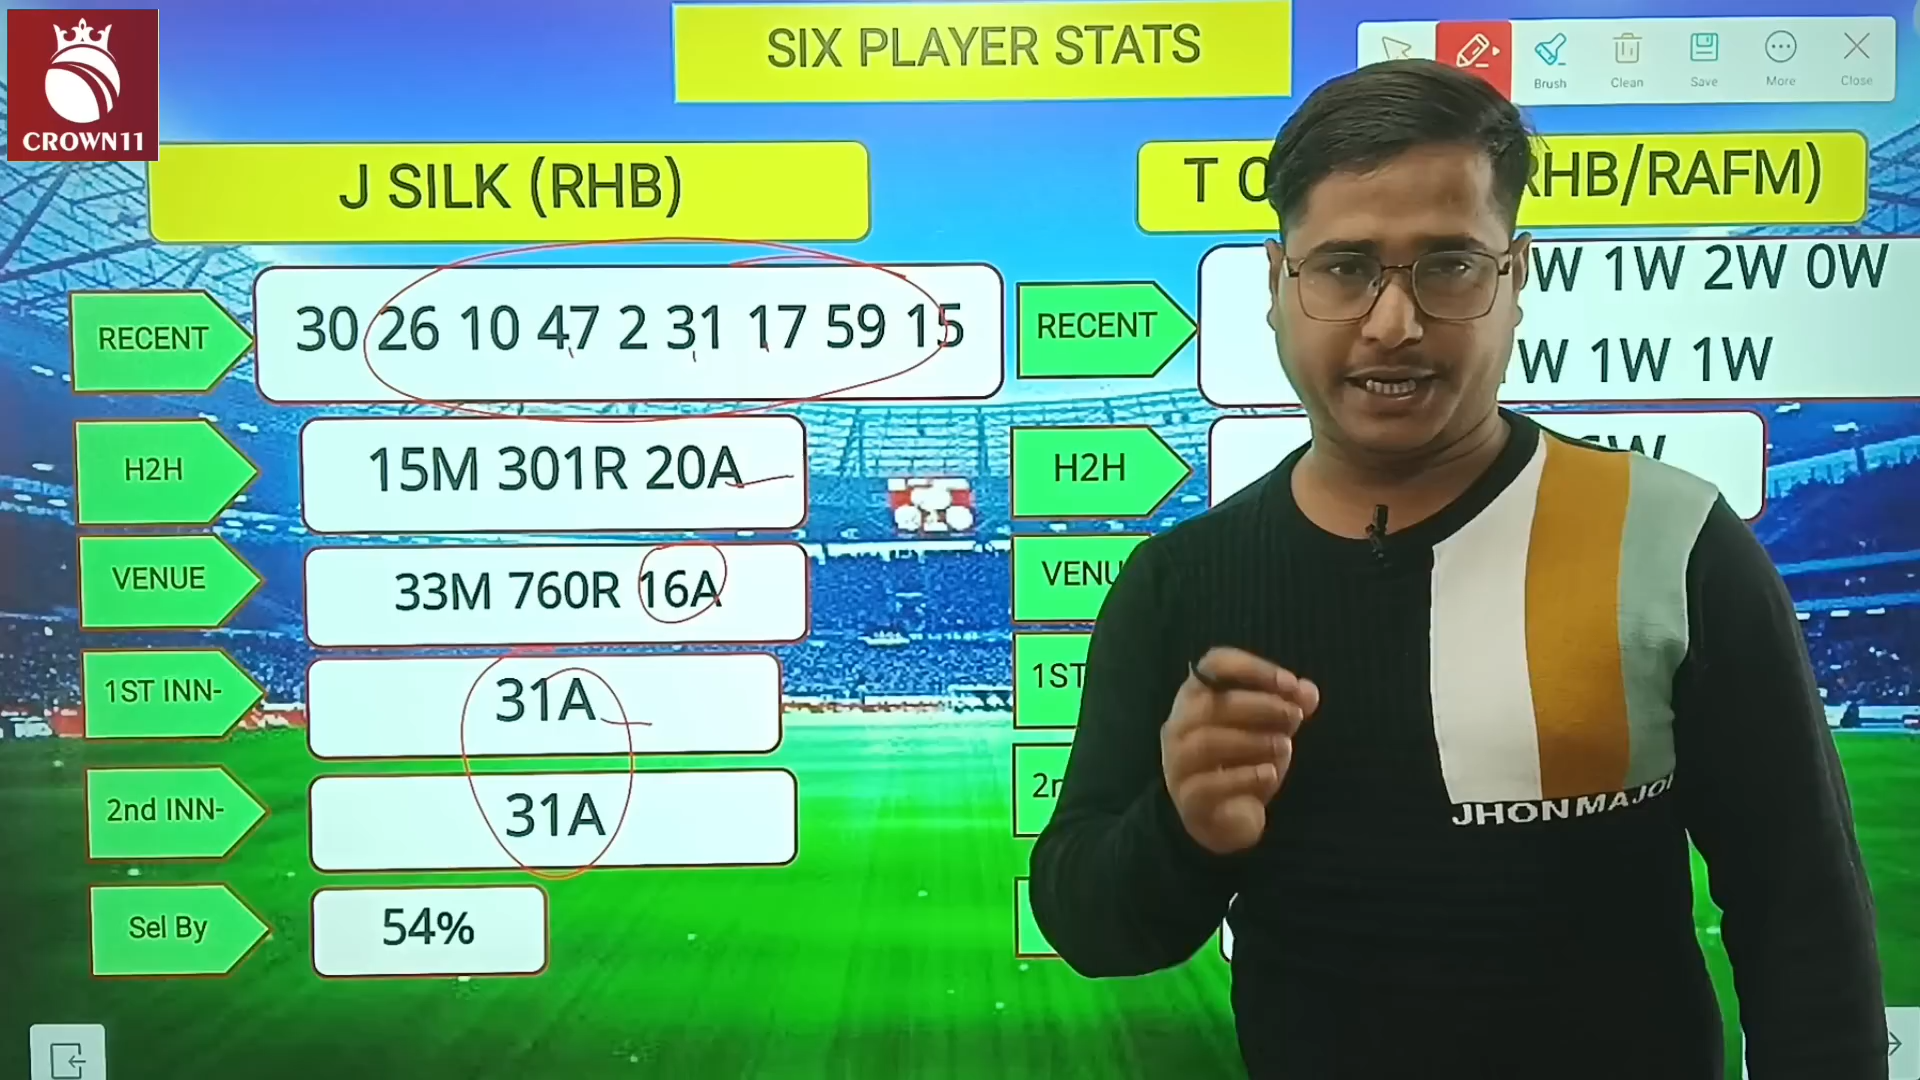 CROWN11
SIX PLAYER STATS
Brush
Clean
Save
More
Close
J SILK (RHB)
RECENT
30 26 10 47 2 31 17 59 15
H2H
15M 301R 20A
VENUE
33M 760R 16A
1ST INN-
31A
2nd INN-
31A
Sel By
54%
RHB/RAFM)
RECENT
1W 2W 0W
1W 1W
H2H
JHON MAJOR